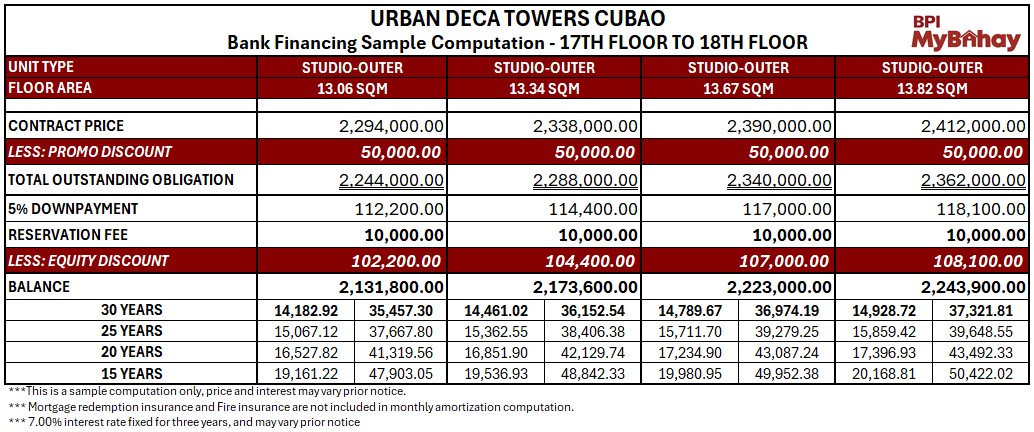 URBAN DECA TOWERS CUBAO
Bank Financing Sample Computation - 17TH FLOOR TO 18TH FLOOR
BPI
MyBahay
UNIT TYPE STUDIO-OUTER STUDIO-OUTER STUDIO-OUTER STUDIO-OUTER
FLOOR AREA 13.06 SQM 13.34 SQM 13.67 SQM 13.82 SQM
CONTRACT PRICE 2,294,000.00 2,338,000.00 2,390,000.00 2,412,000.00
LESS: PROMO DISCOUNT 50,000.00 50,000.00 50,000.00 50,000.00
TOTAL OUTSTANDING OBLIGATION 2,244,000.00 2,288,000.00 2,340,000.00 2,362,000.00
5% DOWNPAYMENT 112,200.00 114,400.00 117,000.00 118,100.00
RESERVATION FEE 10,000.00 10,000.00 10,000.00 10,000.00
LESS: EQUITY DISCOUNT 102,200.00 104,400.00 107,000.00 108,100.00
BALANCE 2,131,800.00 2,173,600.00 2,223,000.00 2,243,900.00
30 YEARS 14,182.92 35,457.30 14,461.02 36,152.54 14,789.67 36,974.19 14,928.72 37,321.81
25 YEARS 15,067.12 37,667.80 15,362.55 38,406.38 15,711.70 39,279.25 15,859.42 39,648.55
20 YEARS 16,527.82 41,319.56 16,851.90 42,129.74 17,234.90 43,087.24 17,396.93 43,492.33
15 YEARS 19,161.22 47,903.05 19,536.93 48,842.33 19,980.95 49,952.38 20,168.81 50,422.02
***This is a sample computation only, price and interest may vary prior notice.
*** Mortgage redemption insurance and Fire insurance are not included in monthly amortization computation.
*** 7.00% interest rate fixed for three years, and may vary prior notice